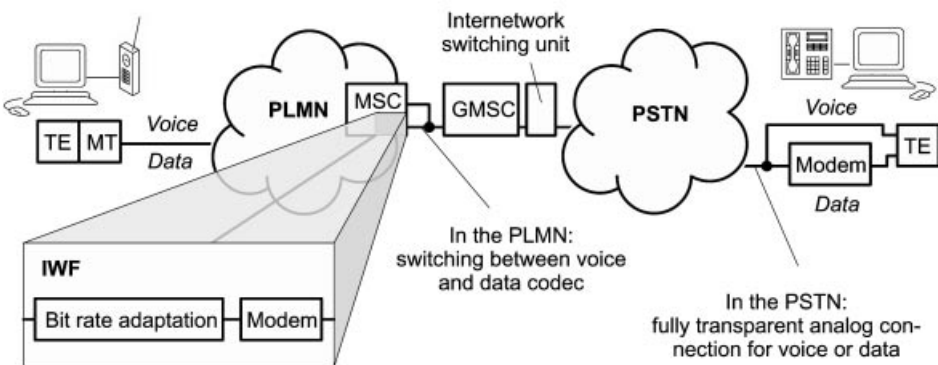 Internetwork
switching unit
PLMN
MSC
GMSC
PSTN
Voice
TE
MT
Voice
Data
TE
Modem
Data
In the PLMN:
switching between voice
and data codec
IWF
Bit rate adaptation
Modem
In the PSTN:
fully transparent analog con-
nection for voice or data